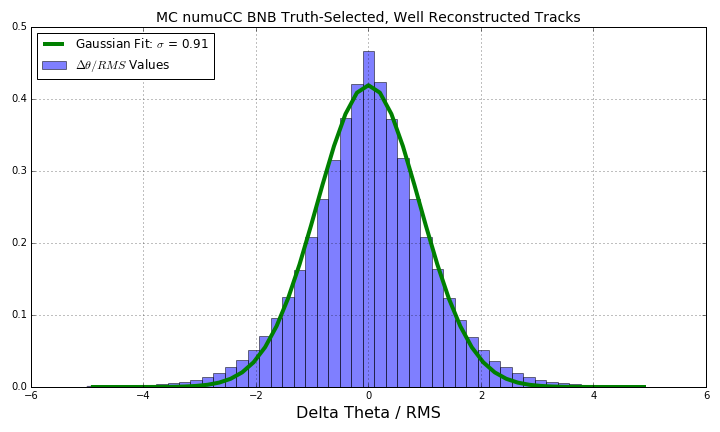 MC numuCC BNB Truth-Selected, Well Reconstructed Tracks
Gaussian Fit: σ = 0.91
Δθ/RMS Values
0.5
0.4
0.3
0.2
0.1
0.0
−6 −4 −2 0 2 4 6
Delta Theta / RMS